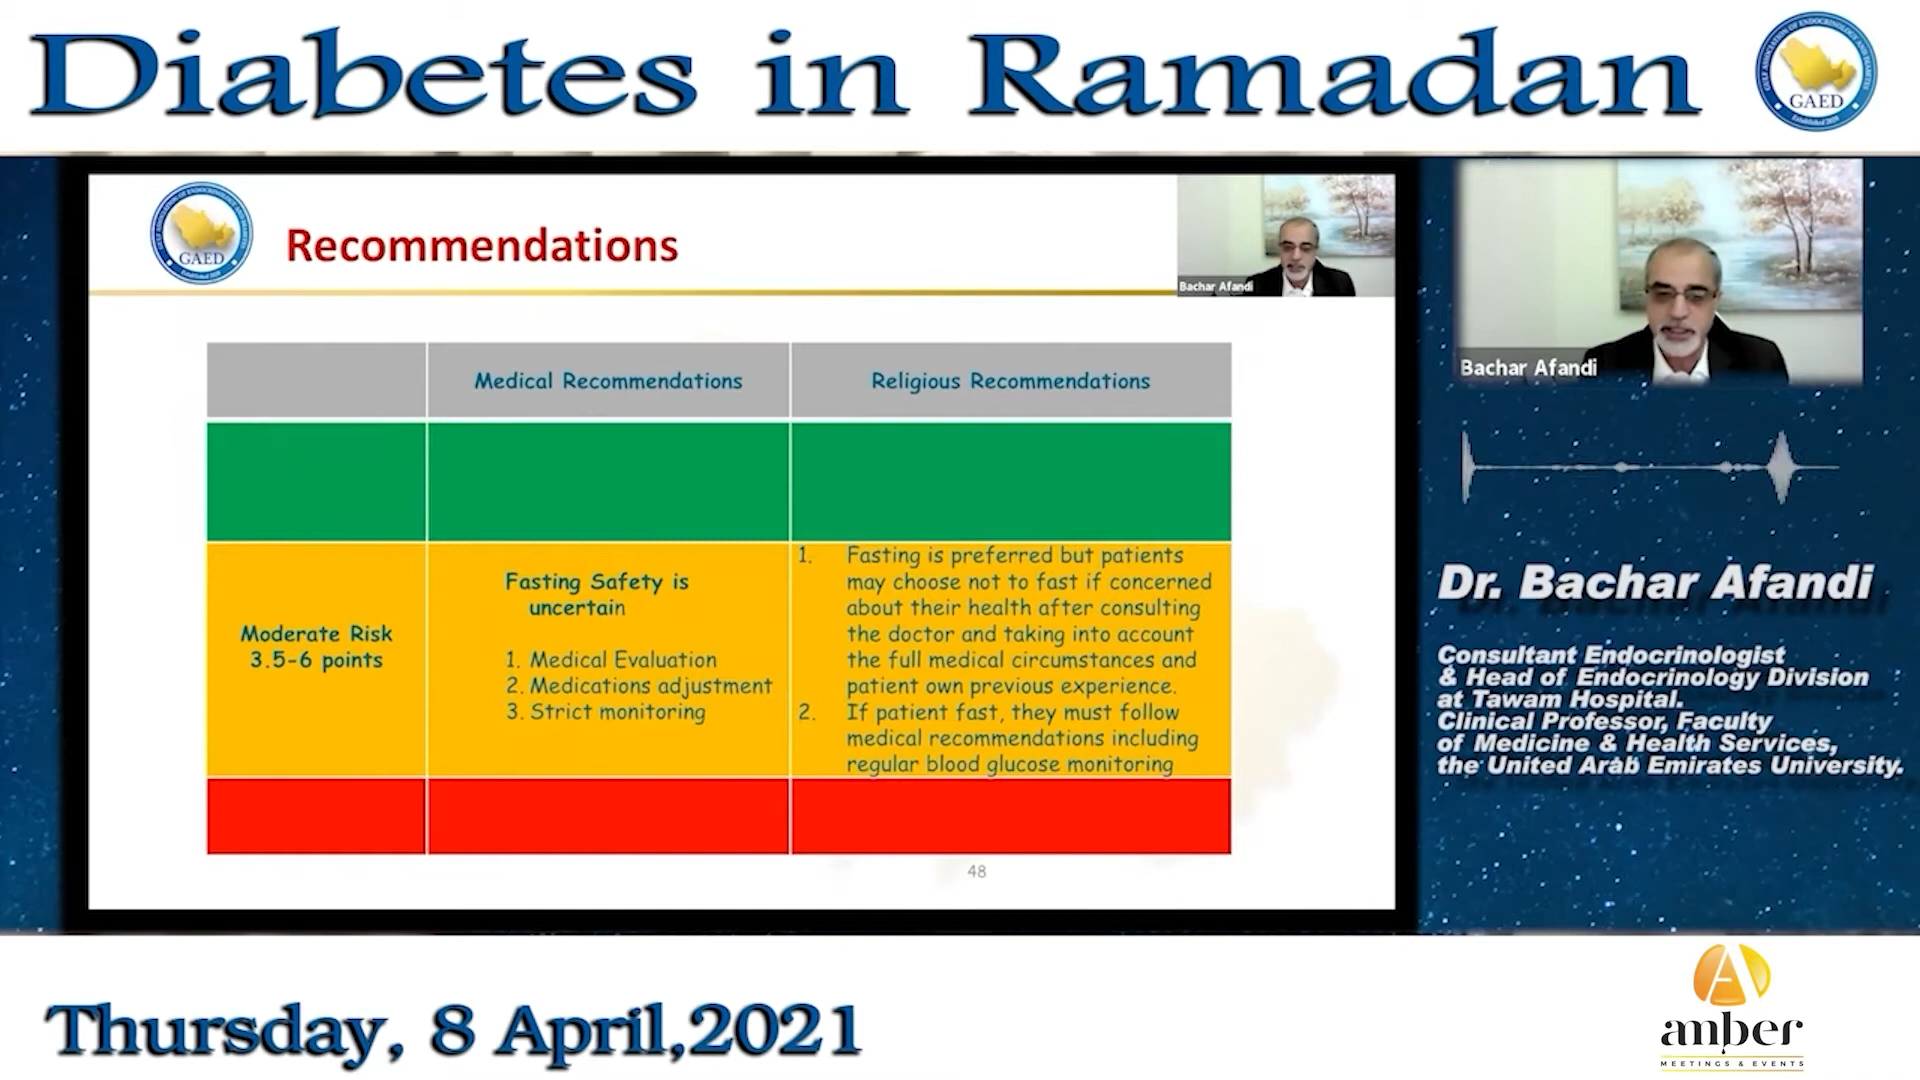 Diabetes in Ramadan
GAED
GAED
Recommendations
Bachar Afandi
Bachar Afandi
Medical Recommendations
Religious Recommendations
Moderate Risk
3.5-6 points
Fasting Safety is
uncertain
1. Medical Evaluation
2. Medications adjustment
3. Strict monitoring
1. Fasting is preferred but patients
may choose not to fast if concerned
about their health after consulting
the doctor and taking into account
the full medical circumstances and
patient own previous experience.
2. If patient fast, they must follow
medical recommendations including
regular blood glucose monitoring
48
Dr. Bachar Afandi
Consultant Endocrinologist
& Head of Endocrinology Division
at Tawam Hospital.
Clinical Professor, Faculty
of Medicine & Health Services,
the United Arab Emirates University.
Thursday, 8 April,2021
amber
MEETINGS & EVENTS